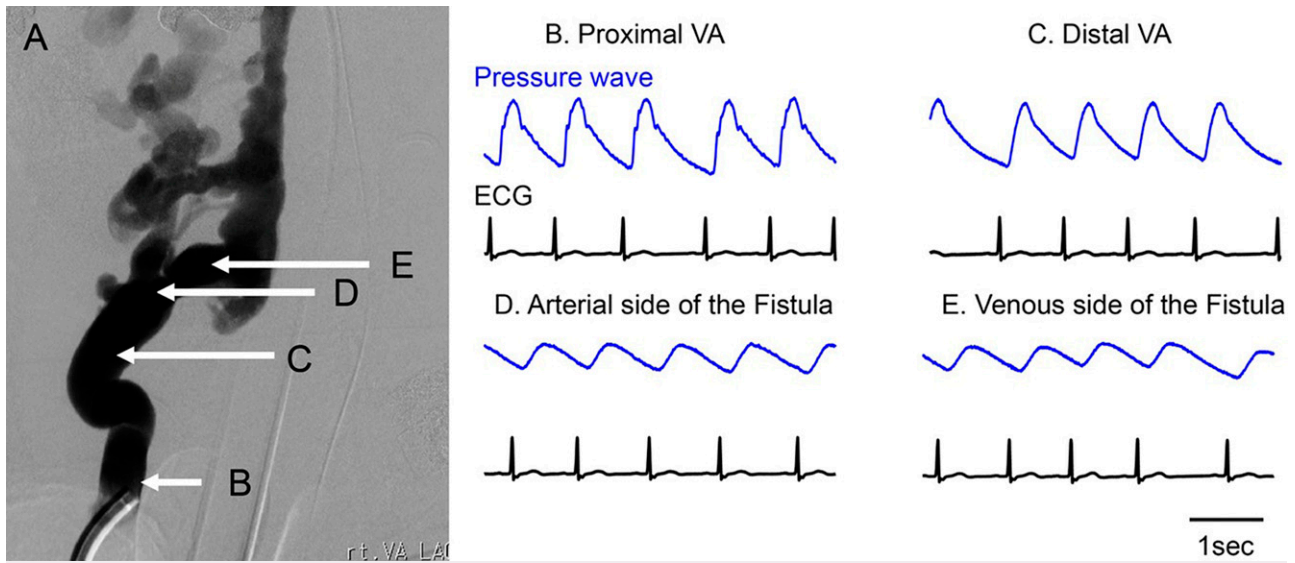 A
B. Proximal VA
C. Distal VA
Pressure wave
ECG
E
D
D. Arterial side of the Fistula
E. Venous side of the Fistula
C
B
rt.VA LAO
1sec